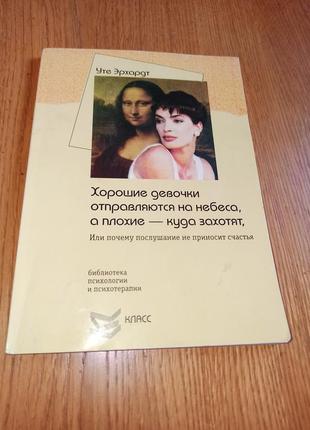 Уте Эрхардт
Хорошие девочки
отправляются на небеса,
а плохие — куда захотят,
Или почему послушание не приносит счастья
библиотека
психологии
и психотерапии
КЛАСС